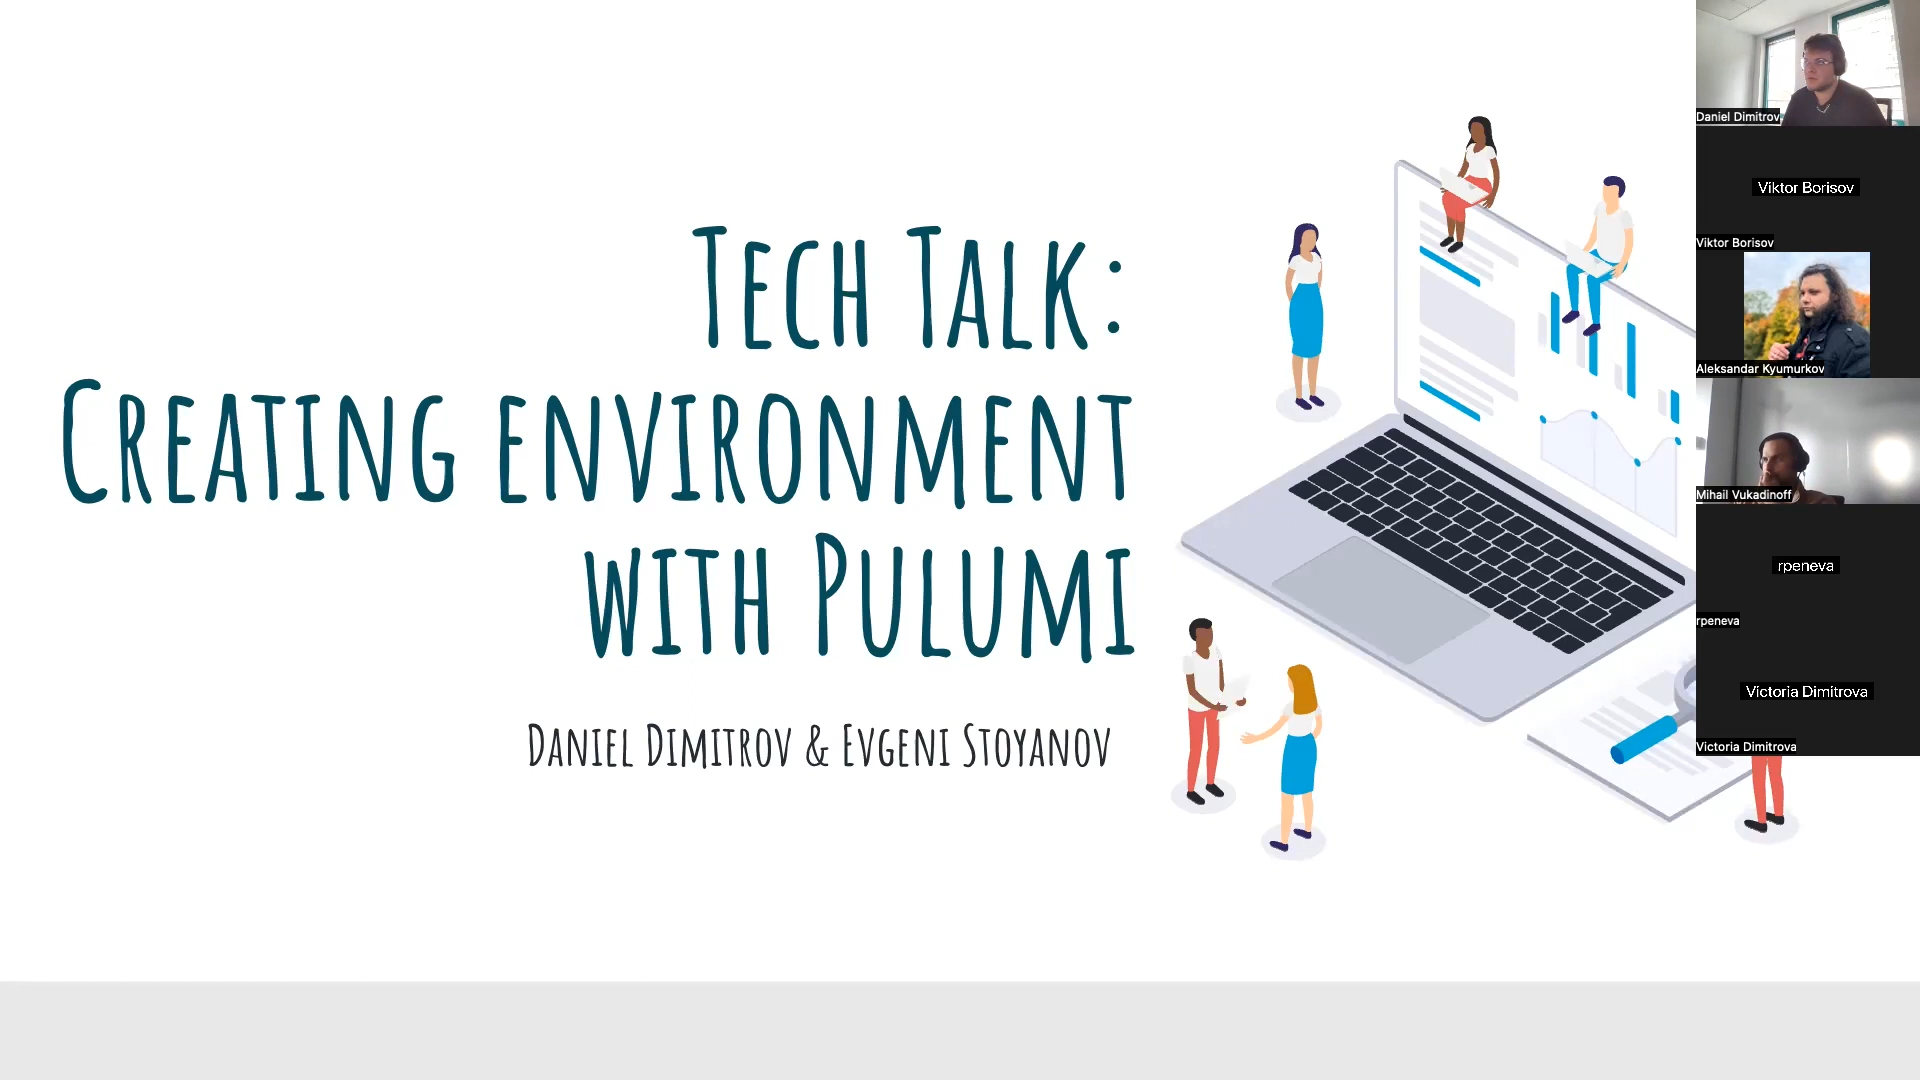 Tech Talk:
Creating environment
with Pulumi
Daniel Dimitrov & Evgeni Stoyanov
Daniel Dimitrov
Viktor Borisov
Viktor Borisov
Aleksandar Kyumurkov
Mihail Vukadinoff
rpeneva
rpeneva
Victoria Dimitrova
Victoria Dimitrova